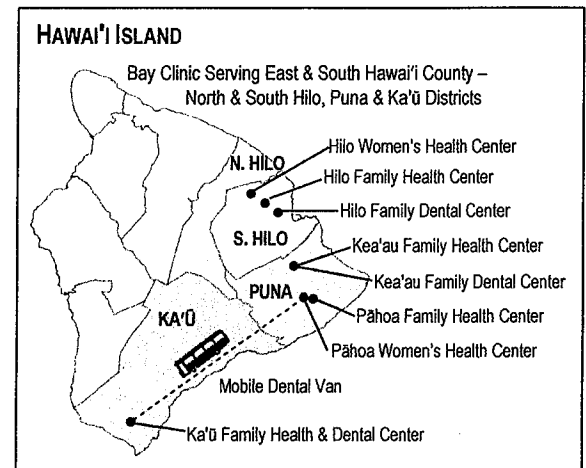 HAWAI'I ISLAND
Bay Clinic Serving East & South Hawai'i County –
North & South Hilo, Puna & Ka'ū Districts
Hilo Women's Health Center
N. HILO
Hilo Family Health Center
Hilo Family Dental Center
S. HILO
Kea'au Family Health Center
Kea'au Family Dental Center
PUNA
KA'Ū
Pāhoa Family Health Center
Pāhoa Women's Health Center
Mobile Dental Van
Ka'ū Family Health & Dental Center